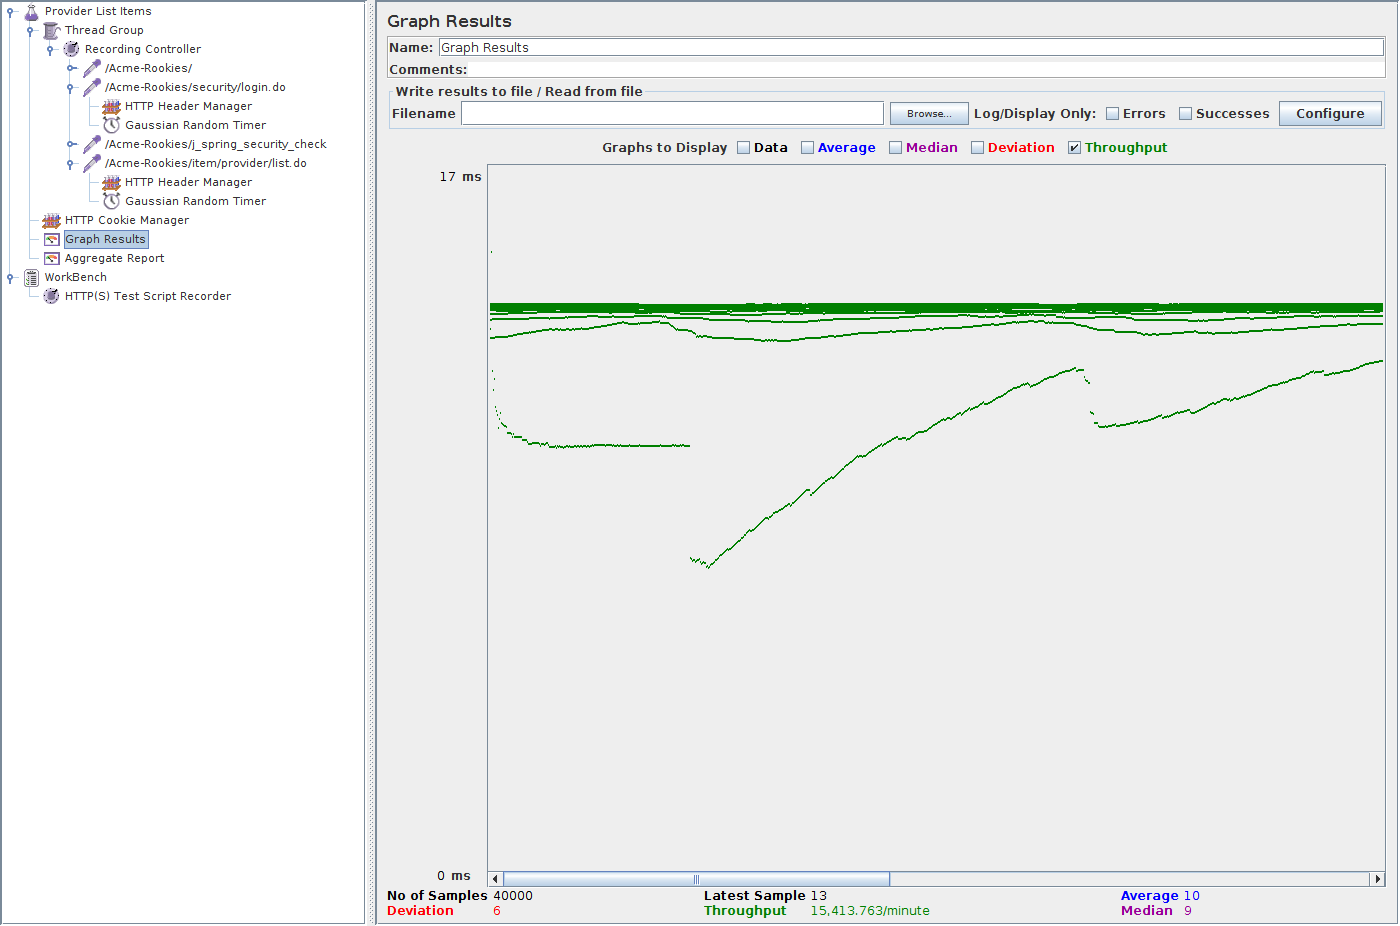 Provider List Items
Thread Group
Recording Controller
/Acme-Rookies/
/Acme-Rookies/security/login.do
HTTP Header Manager
Gaussian Random Timer
/Acme-Rookies/j_spring_security_check
/Acme-Rookies/item/provider/list.do
HTTP Header Manager
Gaussian Random Timer
HTTP Cookie Manager
Graph Results
Aggregate Report
WorkBench
HTTP(S) Test Script Recorder
Graph Results
Name: Graph Results
Comments:
Write results to file / Read from file
Filename Browse... Log/Display Only: Errors Successes Configure
Graphs to Display Data Average Median Deviation Throughput
17 ms
0 ms
No of Samples 40000 Latest Sample 13 Average 10
Deviation 6 Throughput 15,413.763/minute Median 9